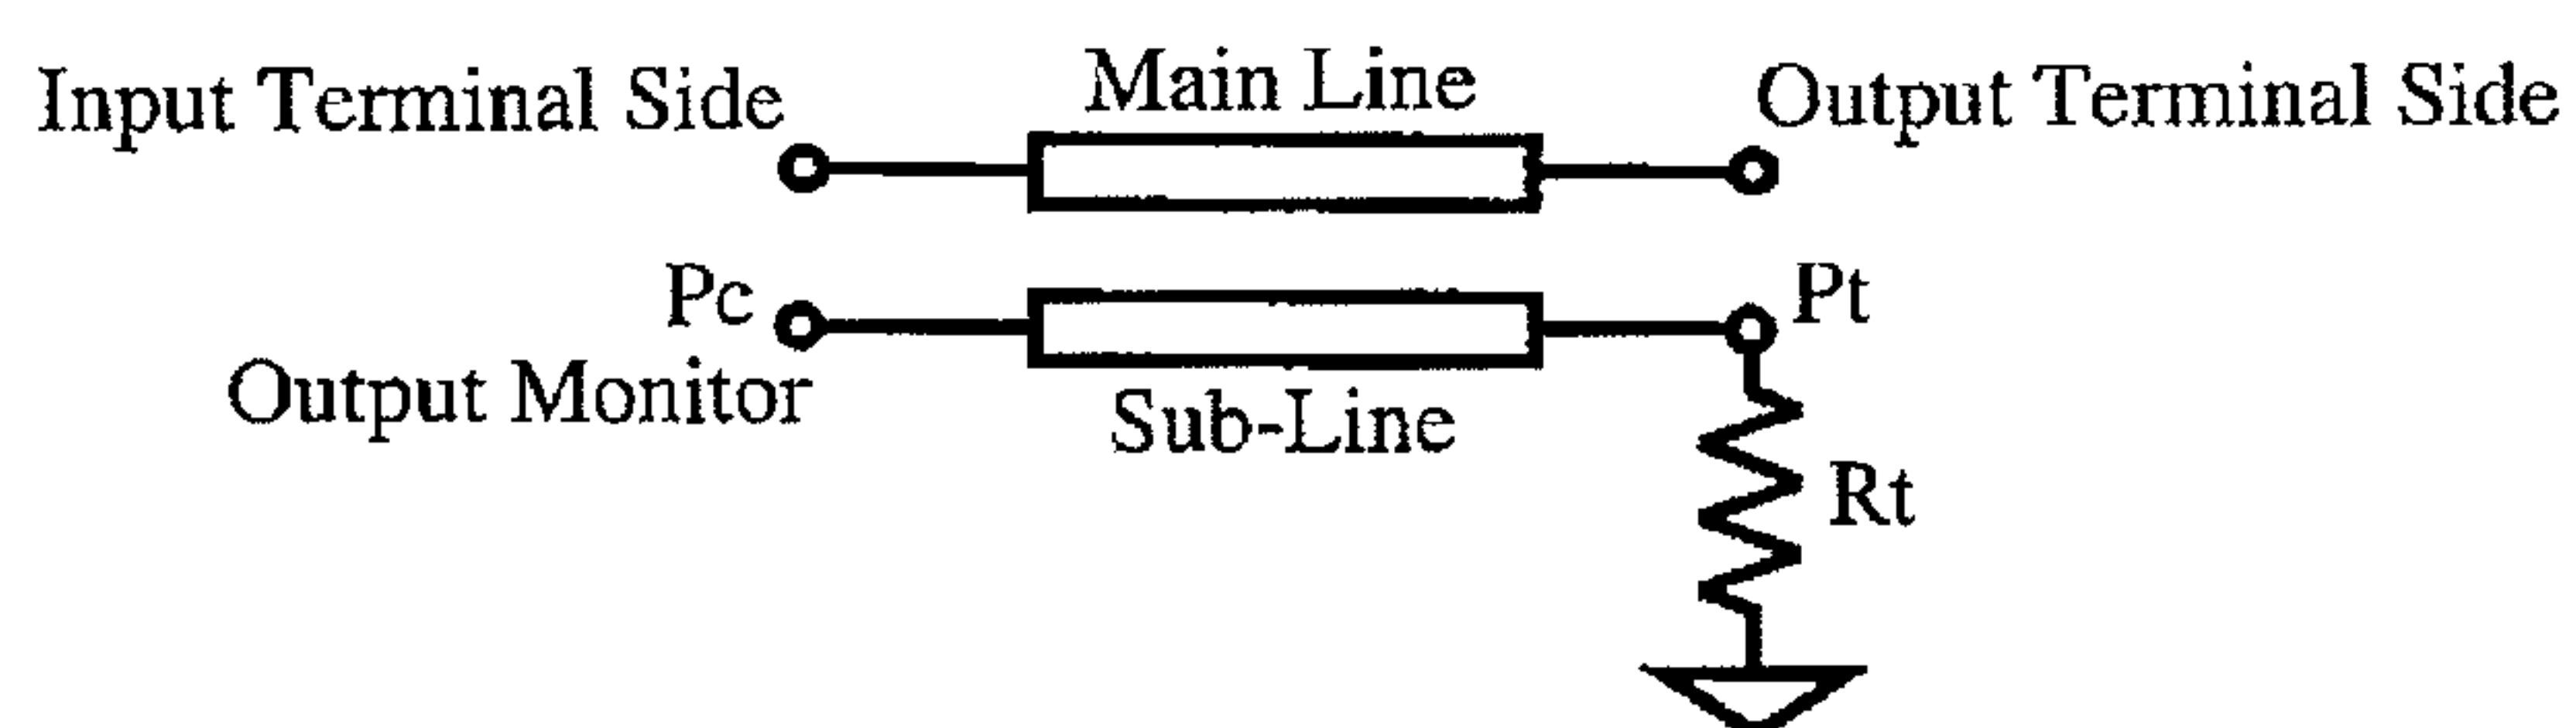 Main Line
Input Terminal Side
Output Terminal Side
Pc
Pt
Output Monitor
Sub-Line
Rt